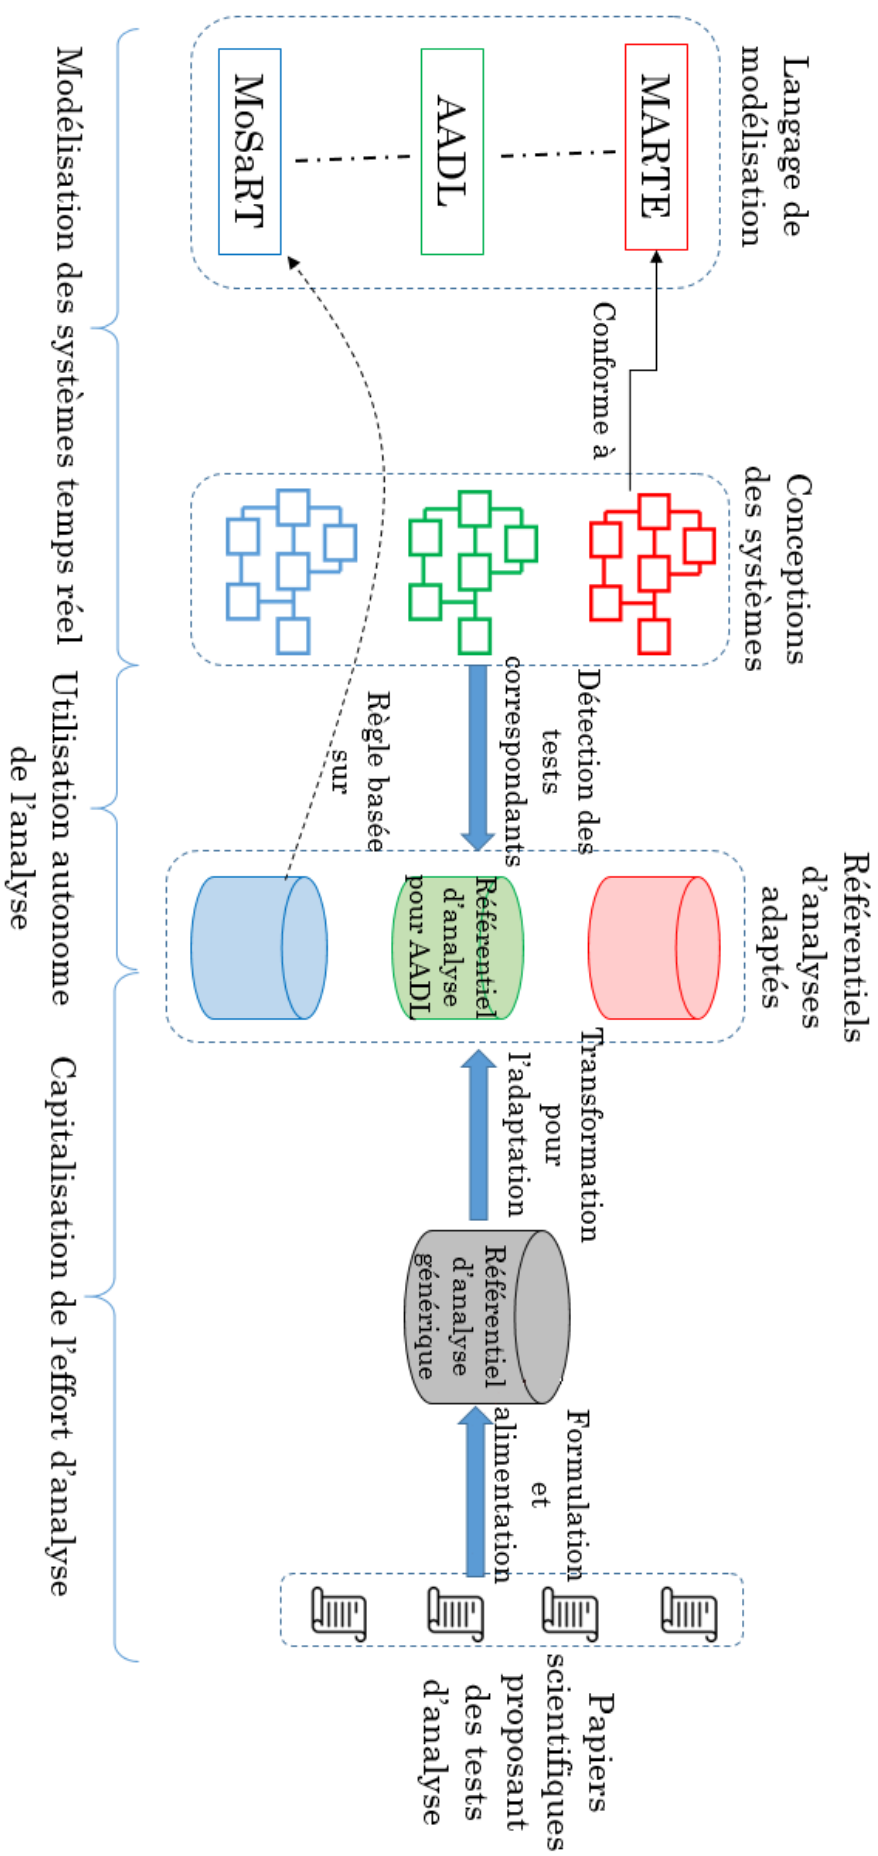 Langage de
modélisation
MARTE
AADL
MoSaRT
Conforme à
Conceptions
des systèmes
Détection des
tests
correspondants
Règle basée
sur
Référentiels
d'analyses
adaptés
Référentiel
d'analyse
pour AADL
Transformation
pour
l'adaptation
Référentiel
d'analyse
générique
Formulation
et
alimentation
Papiers
scientifiques
proposant
des tests
d'analyse
Modélisation des systèmes temps réel
Utilisation autonome
de l'analyse
Capitalisation de l'effort d'analyse